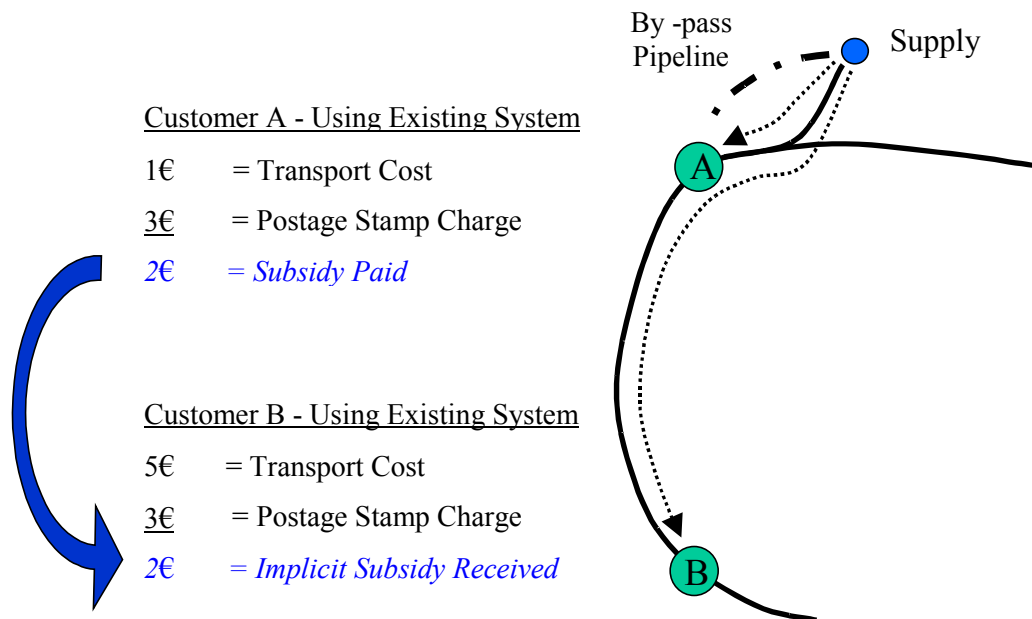 By -pass
Pipeline
Supply
Customer A - Using Existing System
1€ = Transport Cost
3€ = Postage Stamp Charge
2€ = Subsidy Paid
A
Customer B - Using Existing System
5€ = Transport Cost
3€ = Postage Stamp Charge
2€ = Implicit Subsidy Received
B